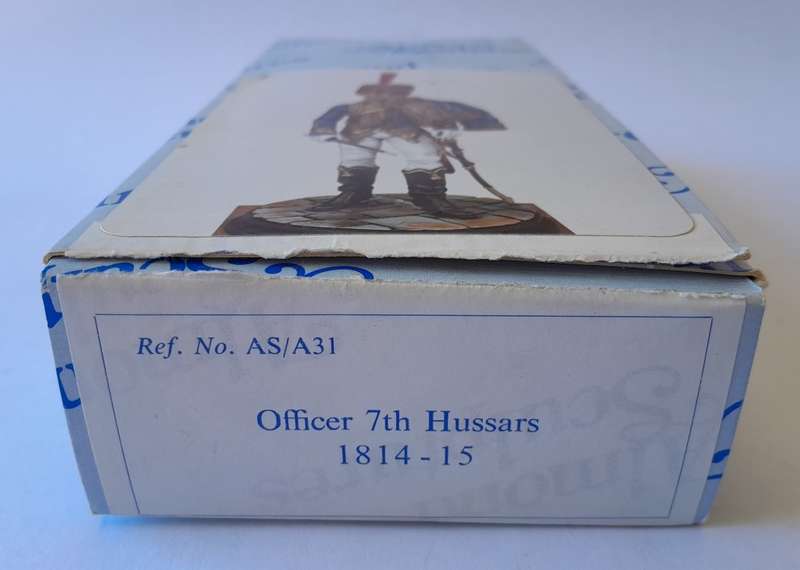 Ref. No. AS/A31
Officer 7th Hussars
1814-15